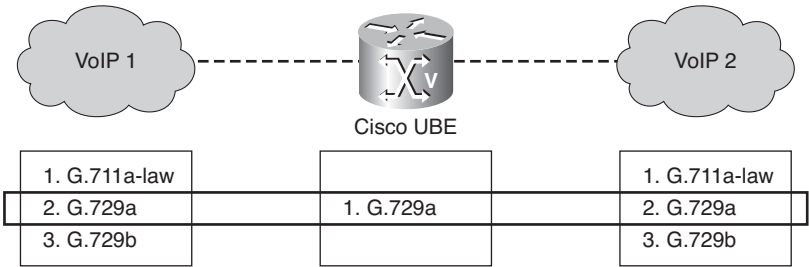 VoIP 1
V
VoIP 2
Cisco UBE
1. G.711a-law
2. G.729a
3. G.729b
1. G.729a
1. G.711a-law
2. G.729a
3. G.729b